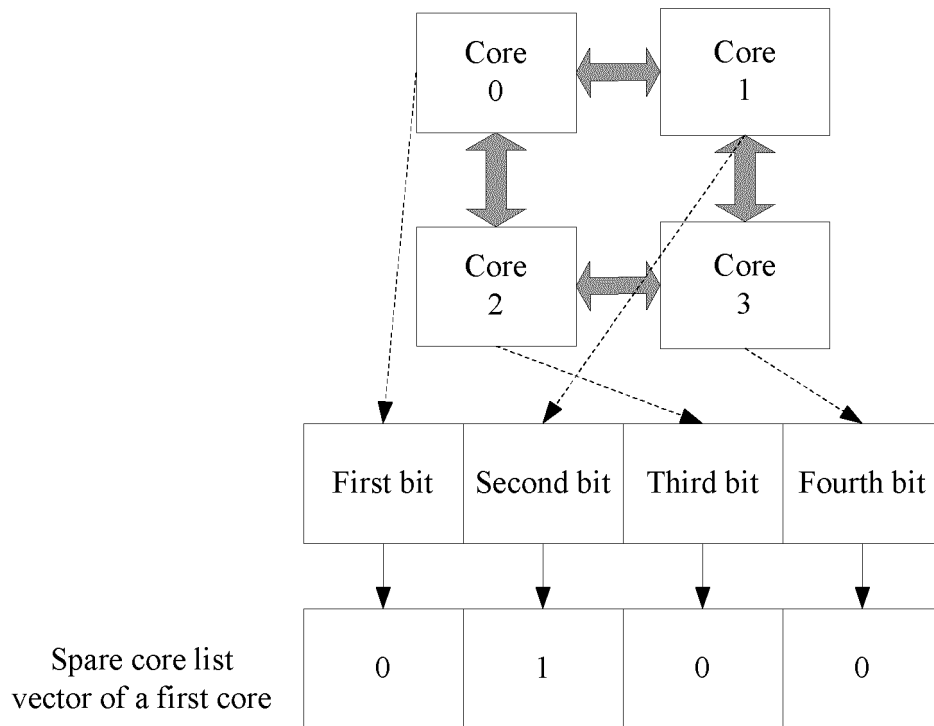 Core
0
Core
1
Core
2
Core
3
First bit
Second bit
Third bit
Fourth bit
Spare core list
vector of a first core
0
1
0
0